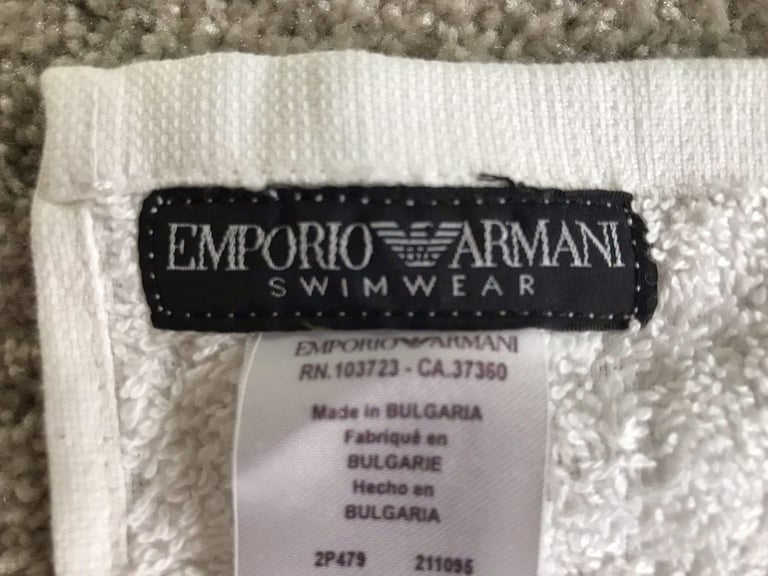 EMPORIO ARMANI
SWIMWEAR
EMPORIO ARMANI
RN.103723 - CA.37360
Made in BULGARIA
Fabriqué en
BULGARIE
Hecho en
BULGARIA
2P479 211095